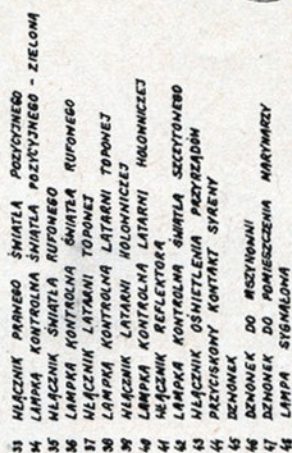 33 WŁĄCZNIK PRAWEGO ŚWIATŁA POZYCYJNEGO
34 LAMPKA KONTROLNA ŚWIATŁA POZYCYJNEGO - ZIELONA
35 WŁĄCZNIK ŚWIATŁA RUFOWEGO
36 LAMPKA KONTROLNA ŚWIATŁA RUFOWEGO
37 WŁĄCZNIK LATARNI TOPOWEJ
38 LAMPKA KONTROLNA LATARNI TOPOWEJ
39 WŁĄCZNIK LATARNI HOLOWNICZEJ
40 LAMPKA KONTROLNA LATARNI HOLOWNICZEJ
41 WŁĄCZNIK REFLEKTORA
42 LAMPKA KONTROLNA ŚWIATŁA SZCZYTOWEGO
43 WŁĄCZNIK OŚWIETLENIA PRZYRZĄDÓW
44 PRZYCISKOWY KONTAKT SYRENY
45 DZWONEK
46 DZWONEK DO MASZYNOWNI
47 DZWONEK DO POMIESZCZENIA MARYNARZY
48 LAMPA SYGNAŁOWA